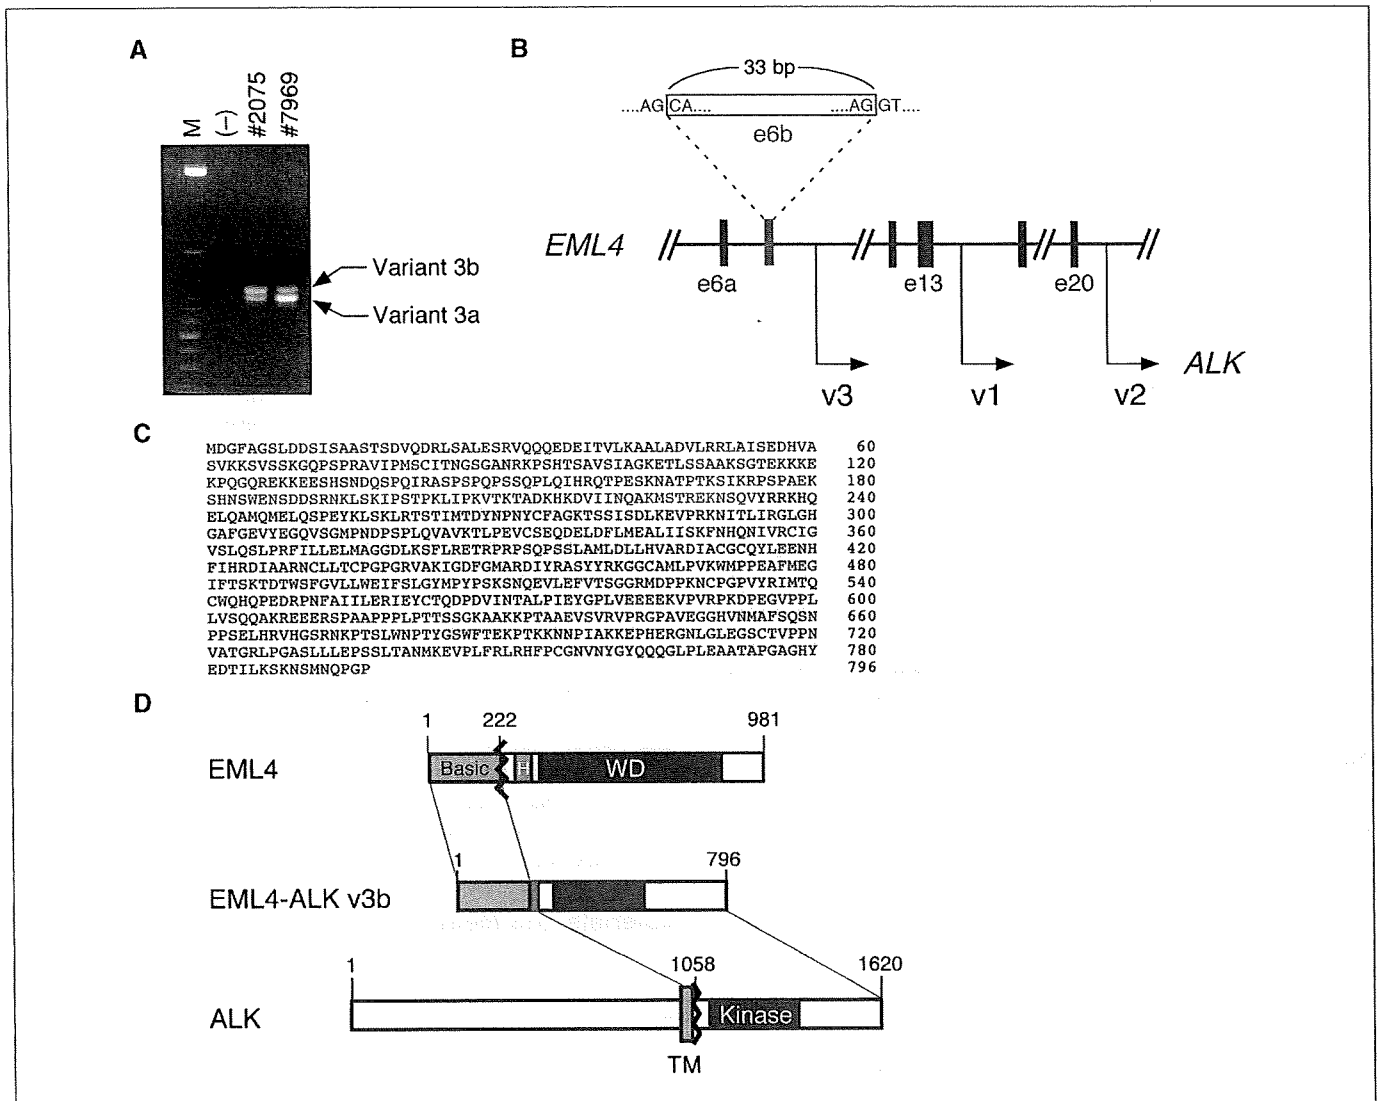 A
M
(–)
#2075
#7969
Variant 3b
Variant 3a
B
33 bp
....AG CA.... ....AG GT....
e6b
EML4
e6a
e13
e20
v3
v1
v2
ALK
C
MDGFAGSLDDSISAASTSDVQDRLSALESRVQQQEDEITVLKAALADVLRRLAISEDHVA 60
SVKKSVSSKGQPSPRAVIPMSCITNGSGANRKPSHTSAVSIAGKETLSSAAKSGTEKKKE 120
KPQGQREKKEESHSNDQSPQIRASPSPQPSSQPLQIHRQTPESKNATPTKSIKRPSPAEK 180
SHNSWENSDDSRNKLSKIPSTPKLIPKVTKTADKHKDVIINQAKMSTREKNSQVYRRKHQ 240
ELQAMQMELQSPEYKLSKLRTSTIMTDYNPNYCFAGKTSSISDLKEVPRKNITLIRGLGH 300
GAFGEVYEGQVSGMPNDPSPLQVAVKTLPEVCSEQDELDFLMEALIISKFNHQNIVRCIG 360
VSLQSLPRFILLELMAGGDLKSFLRETRPRPSQPSSLAMLDLLHVARDIACGCQYLEENH 420
FIHRDIAARNCLLTCPGPGRVAKIGDFGMARDIYRASYYRKGGCAMLPVKWMPPEAFMEG 480
IFTSKTDTWSFGVLLWEIFSLGYMPYPSKSNQEVLEFVTSGGRMDPPKNCPGPVYRIMTQ 540
CWQHQPEDRPNFAIILERIEYCTQDPDVINTALPIEYGPLVEEEEKVPVRPKDPEGVPPL 600
LVSQQAKREEERSPAAPPPLPTTSSGKAAKKPTAAEVSVRVPRGPAVEGGHVNMAFSQSN 660
PPSELHRVHGSRNKPTSLWNPTYGSWFTEKPTKKNNPIAKKEPHERGNLGLEGSCTVPPN 720
VATGRLPGASLLLEPSSLTANMKEVPLFRLRHFPCGNVNYGYQQQGLPLEAATAPGAGHY 780
EDTILKSKNSMNQPGP 796
D
1 222 981
EML4
Basic
H
WD
1 796
EML4-ALK v3b
1 1058 1620
ALK
Kinase
TM